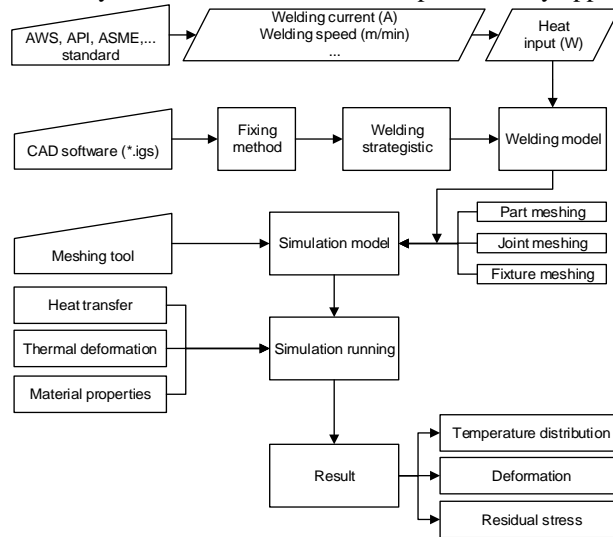 AWS, API, ASME,...
standard
Welding current (A)
Welding speed (m/min)
...
Heat
input (W)
CAD software (*.igs)
Fixing
method
Welding
strategistic
Welding model
Meshing tool
Simulation model
Part meshing
Joint meshing
Fixture meshing
Heat transfer
Thermal deformation
Material properties
Simulation running
Result
Temperature distribution
Deformation
Residual stress